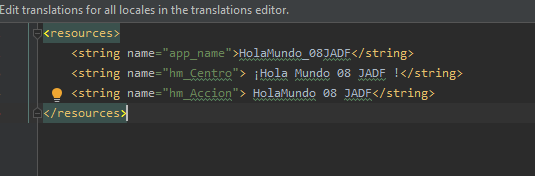 Edit translations for all locales in the translations editor.
<resources>
<string name="app_name">HolaMundo_08JADF</string>
<string name="hm_Centro"> ¡Hola Mundo 08 JADF !</string>
<string name="hm_Accion"> HolaMundo 08 JADF</string>
</resources>